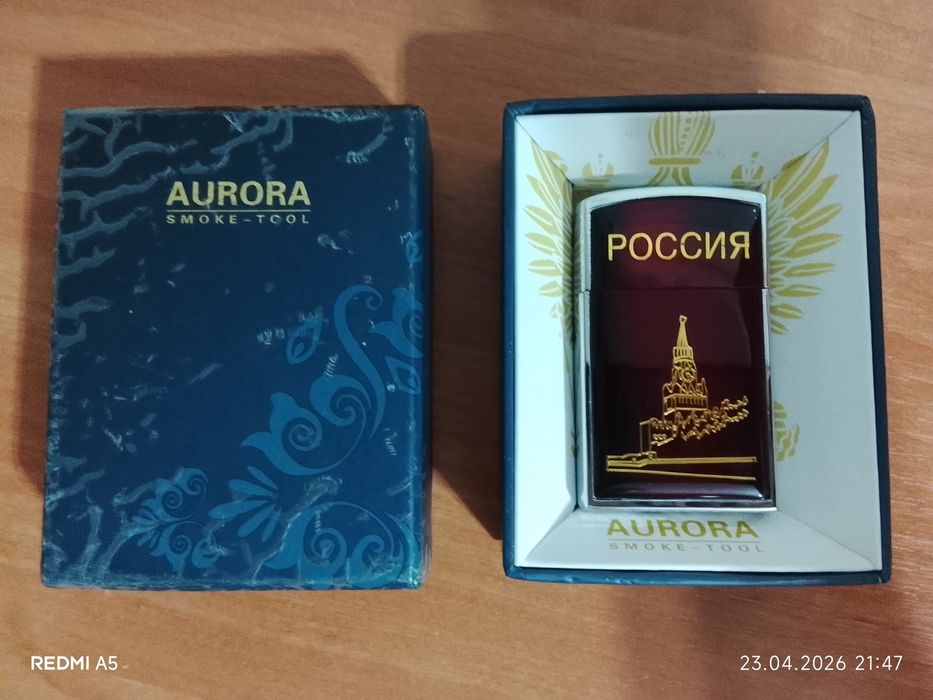 AURORA
SMOKE-TOOL
РОССИЯ
AURORA
SMOKE-TOOL
REDMI A5
23.04.2026 21:47